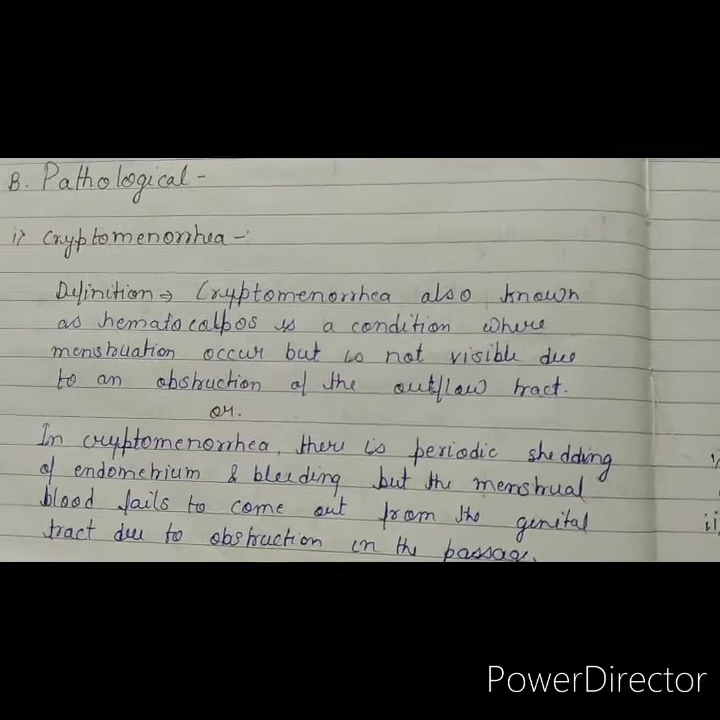 B. Pathological -
i) Cryptomenorrhea -:
Definition → Cryptomenorrhea also known
as hematocolpos is a condition where
menstruation occur but is not visible due
to an obstruction of the outflow tract.
or.
In cryptomenorrhea, there is periodic shedding
of endometrium & bleeding but the menstrual
blood fails to come out from the genital
tract due to obstruction in the passage.
i)
ii
PowerDirector